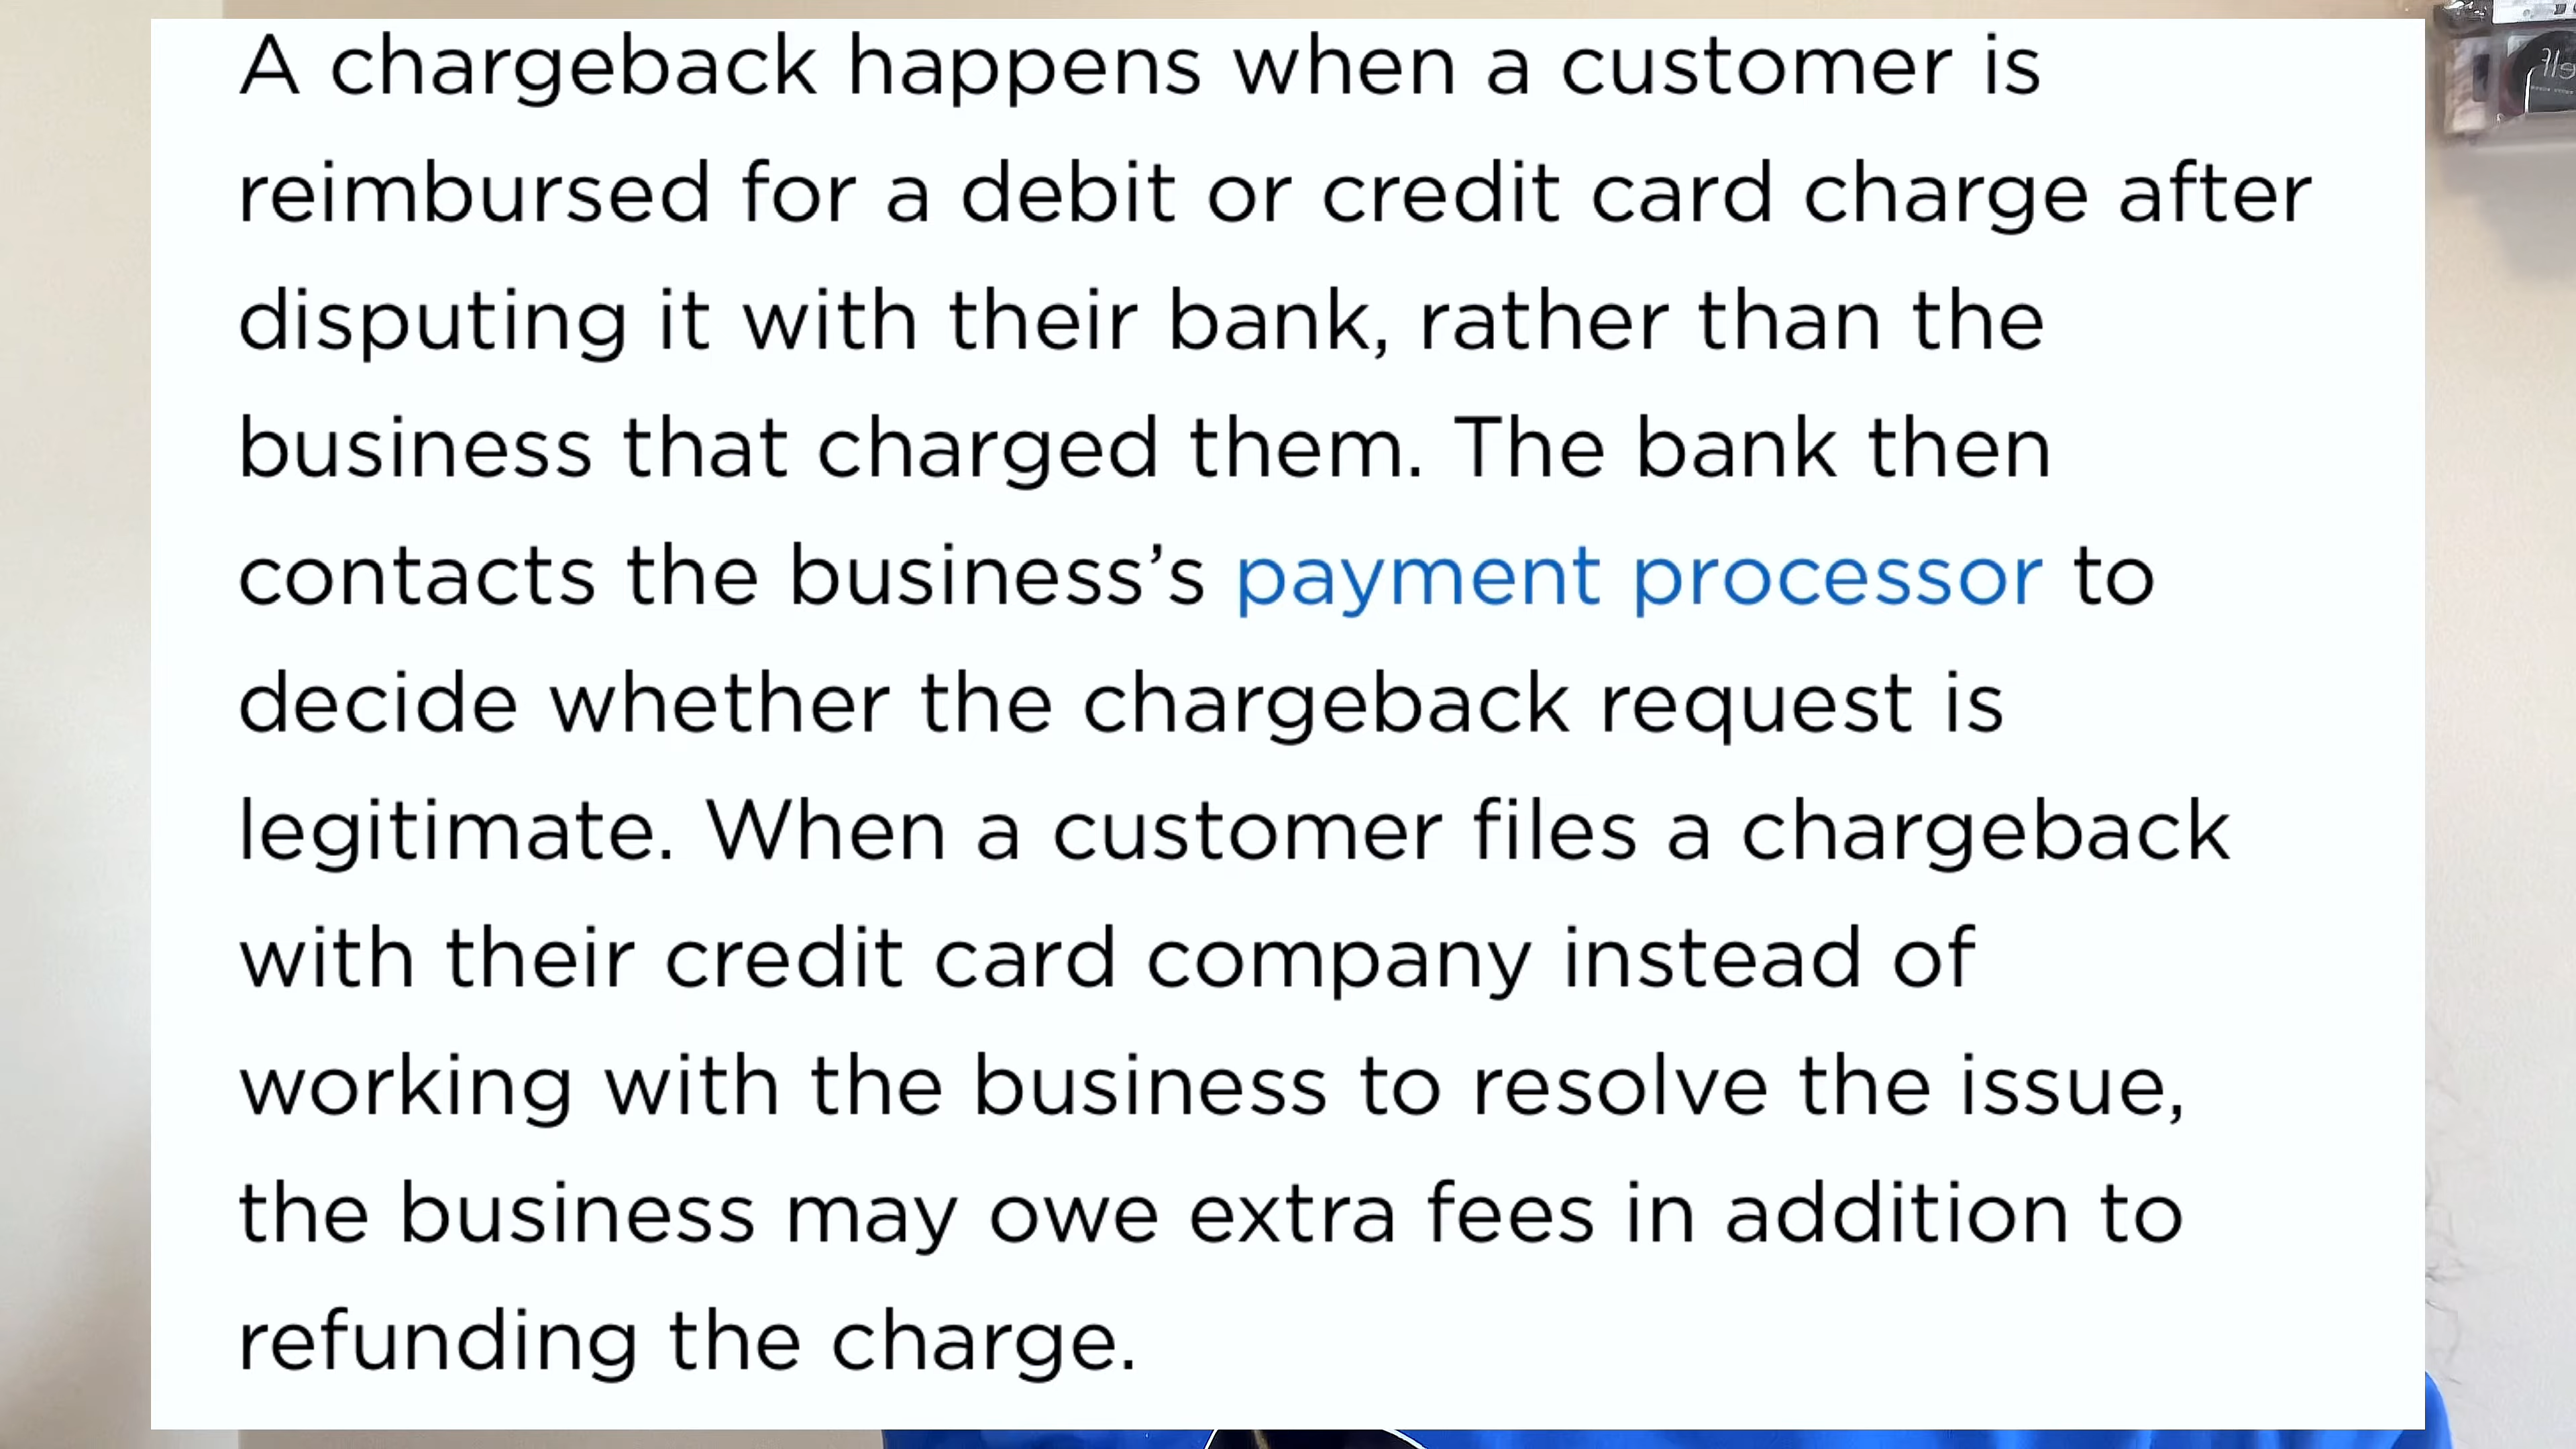 A chargeback happens when a customer is
reimbursed for a debit or credit card charge after
disputing it with their bank, rather than the
business that charged them. The bank then
contacts the business’s payment processor to
decide whether the chargeback request is
legitimate. When a customer files a chargeback
with their credit card company instead of
working with the business to resolve the issue,
the business may owe extra fees in addition to
refunding the charge.